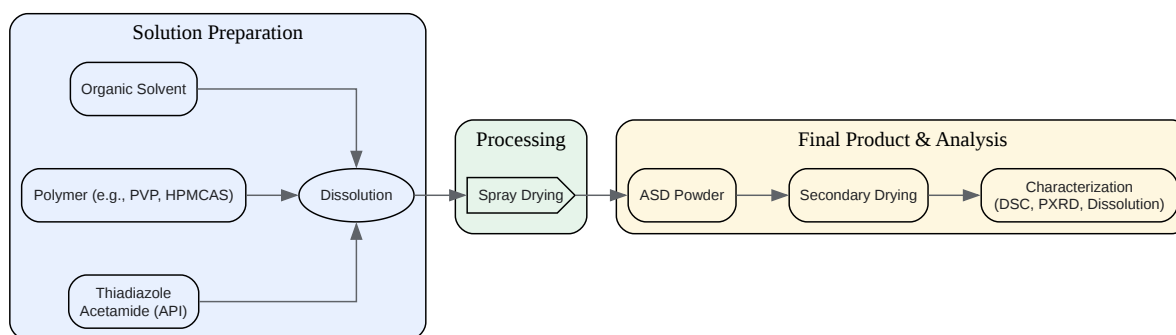 Solution Preparation
Organic Solvent
Polymer (e.g., PVP, HPMCAS)
Thiadiazole
Acetamide (API)
Dissolution
Processing
Spray Drying
Final Product & Analysis
ASD Powder
Secondary Drying
Characterization
(DSC, PXRD, Dissolution)